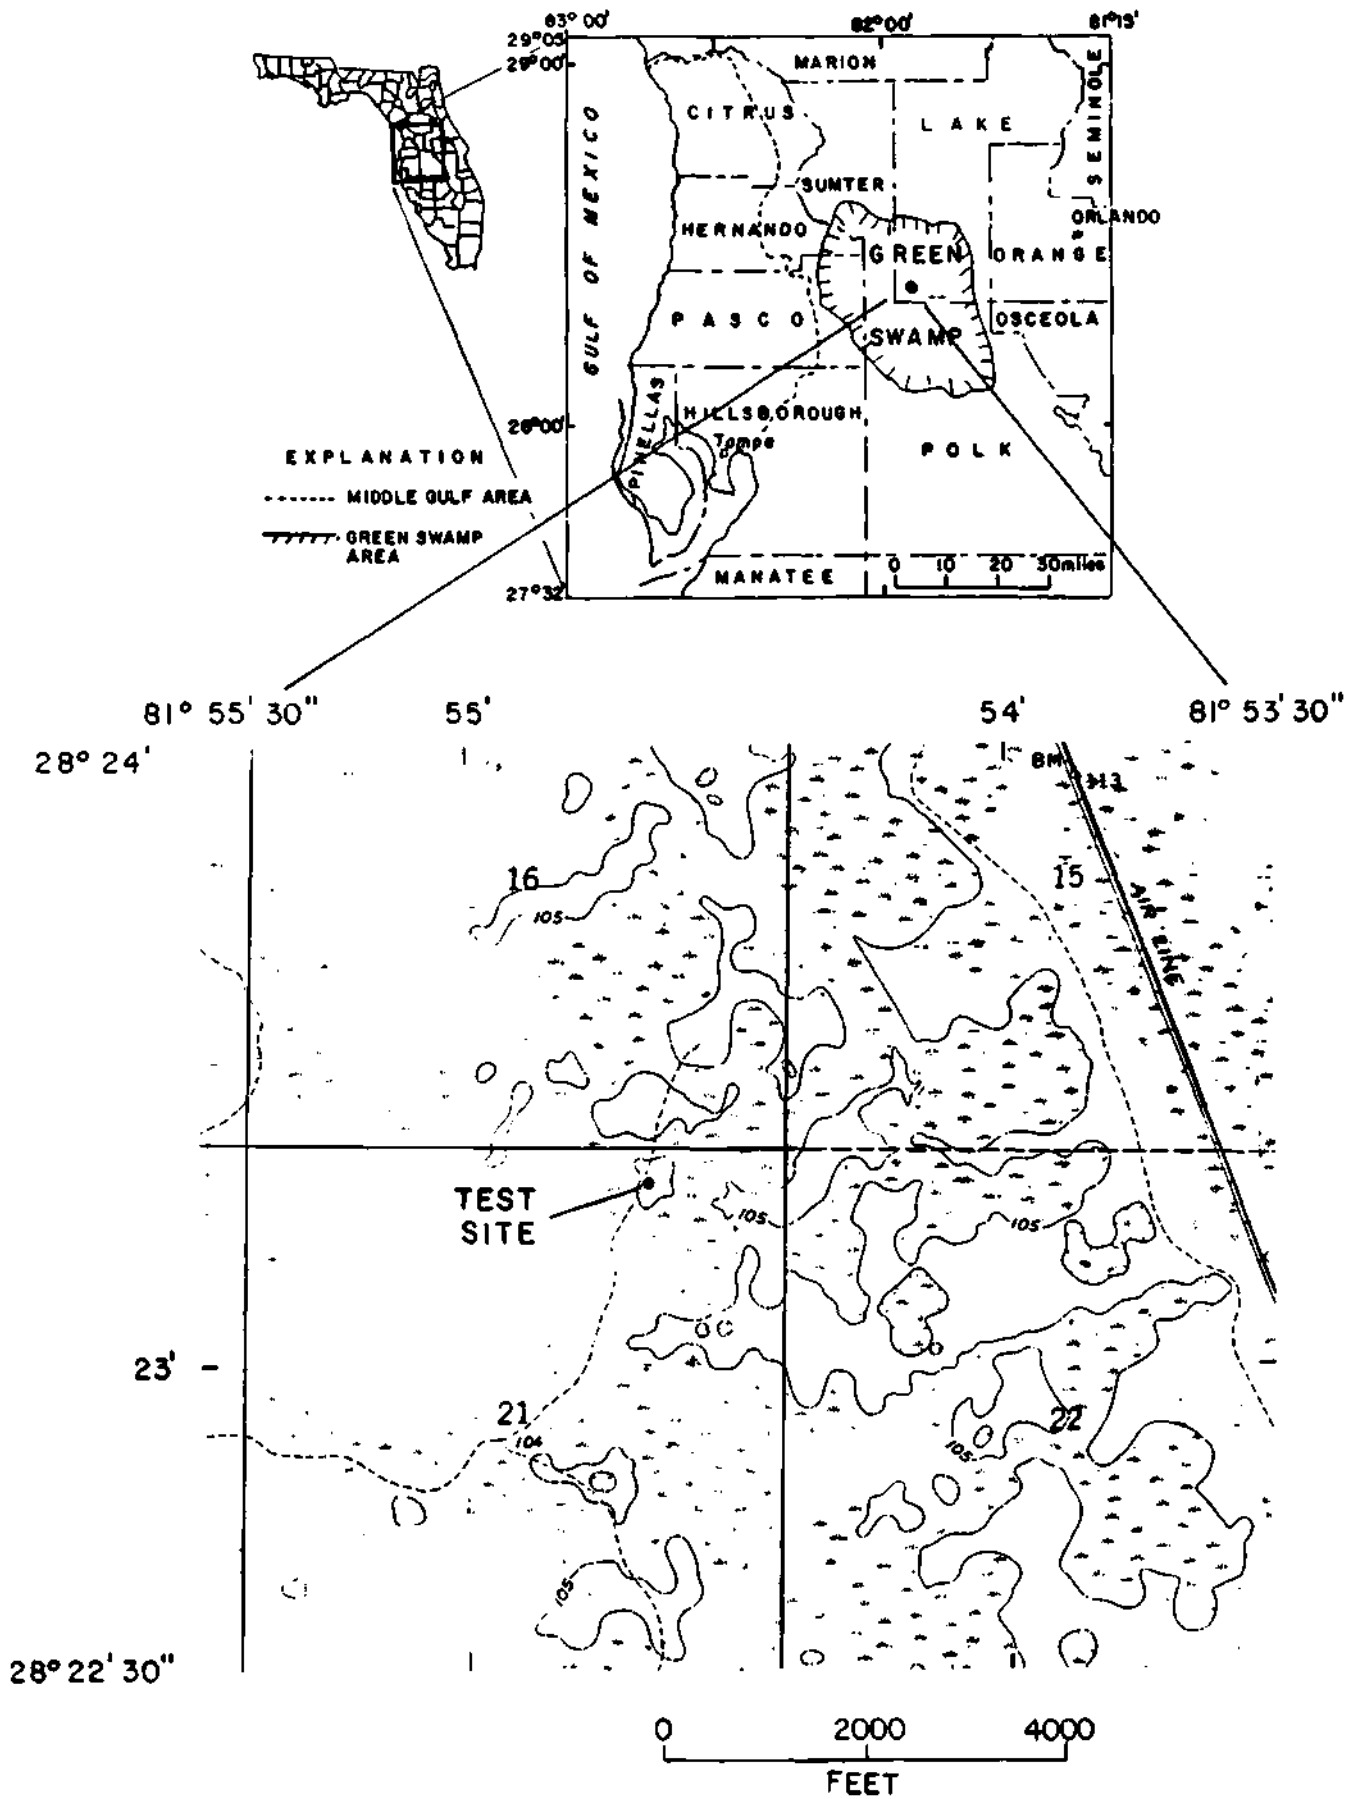 83° 00'
82°00'
81°15'
29°05'
29°00'
MARION
CITRUS
LAKE
SEMINOLE
GULF OF MEXICO
SUMTER
ORLANDO
HERNANDO
GREEN
ORANGE
PASCO
OSCEOLA
SWAMP
PINELLAS
HILLSBOROUGH
28°00'
Tampa
POLK
EXPLANATION
MIDDLE GULF AREA
GREEN SWAMP
AREA
0 10 20 30miles
MANATEE
27°32'
81° 55' 30"
55'
54'
81° 53' 30"
28° 24'
BM
113
16
15
105
AIR LINE
TEST
SITE
105
105
23'
21
22
104
105
105
28° 22' 30"
0 2000 4000
FEET